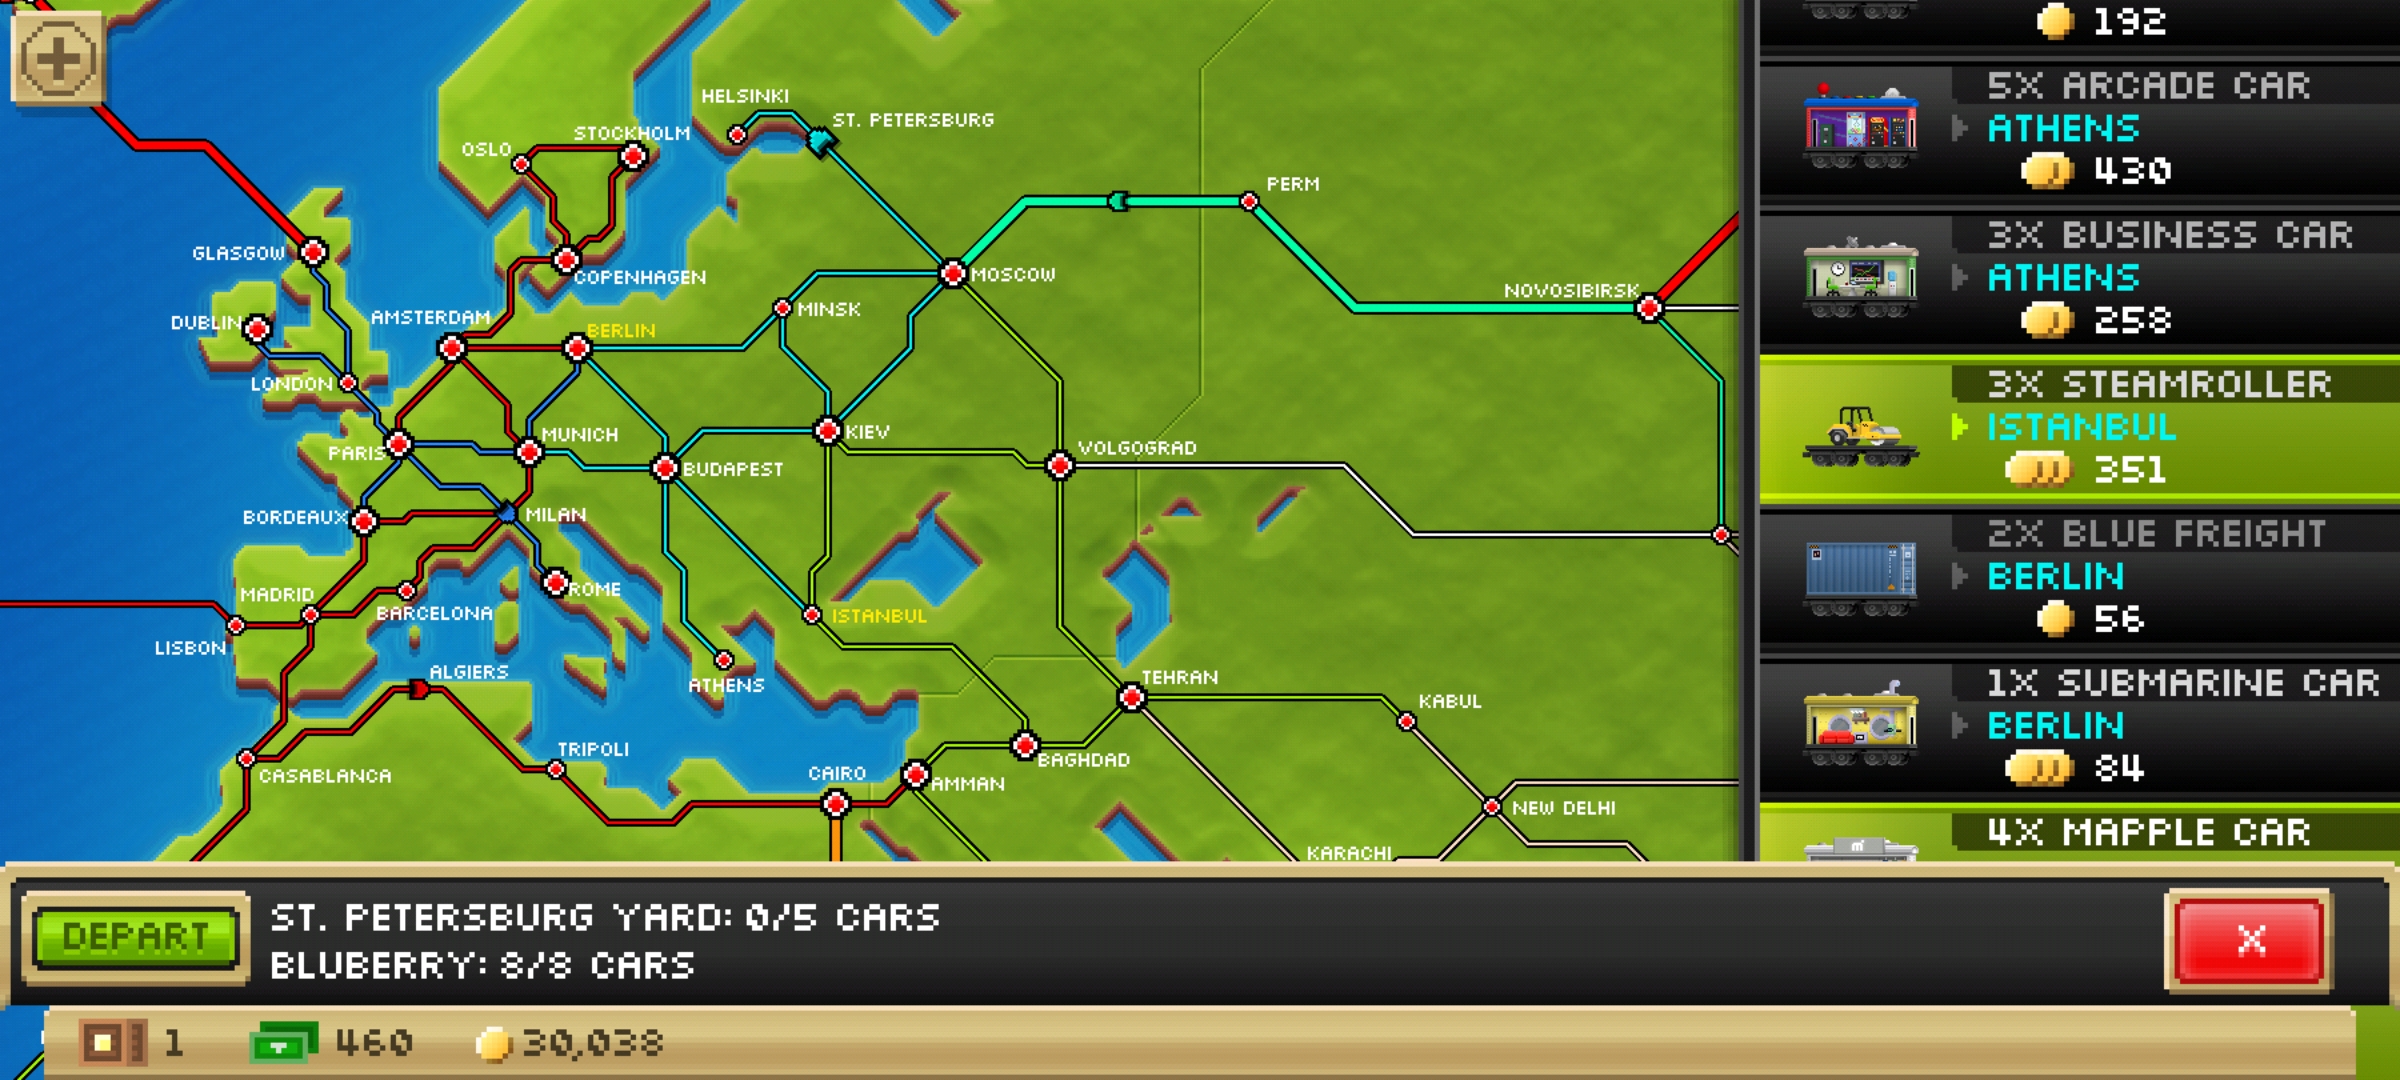 HELSINKI
ST. PETERSBURG
STOCKHOLM
OSLO
PERM
GLASGOW
COPENHAGEN
MOSCOW
NOVOSIBIRSK
DUBLIN
AMSTERDAM
BERLIN
MINSK
LONDON
PARIS
MUNICH
KIEV
VOLGOGRAD
BUDAPEST
BORDEAUX
MILAN
MADRID
BARCELONA
ROME
ISTANBUL
LISBON
ALGIERS
ATHENS
TEHRAN
KABUL
CASABLANCA
TRIPOLI
CAIRO
AMMAN
BAGHDAD
NEW DELHI
KARACHI
192
5X ARCADE CAR
ATHENS
430
3X BUSINESS CAR
ATHENS
258
3X STEAMROLLER
ISTANBUL
351
2X BLUE FREIGHT
BERLIN
56
1X SUBMARINE CAR
BERLIN
84
4X MAPPLE CAR
DEPART
ST. PETERSBURG YARD: 0/5 CARS
BLUBERRY: 8/8 CARS
X
1
460
30,038